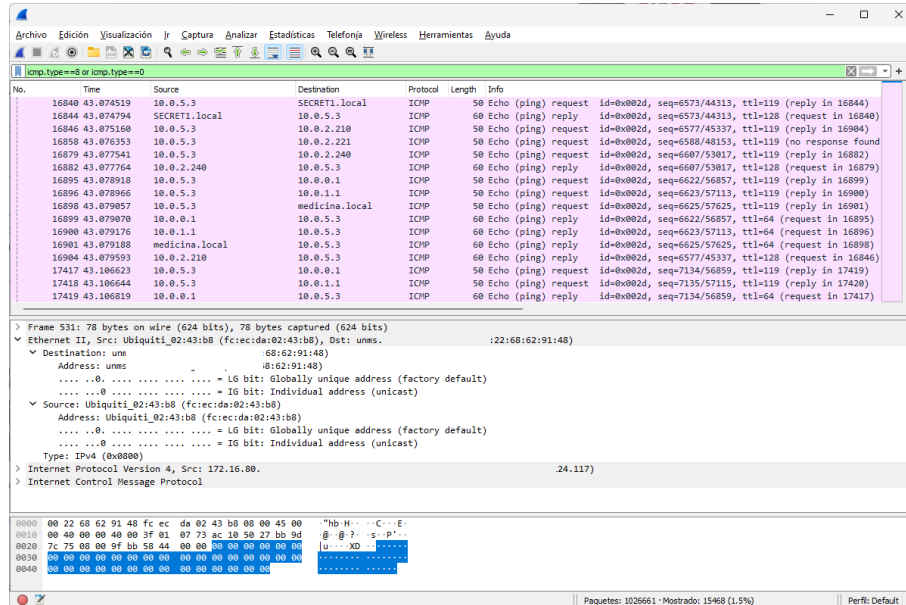 Archivo Edición Visualización Ir Captura Analizar Estadísticas Telefonía Wireless Herramientas Ayuda
icmp.type==8 or icmp.type==0
No. Time Source Destination Protocol Length Info
16840 43.074519 10.0.5.3 SECRET1.local ICMP 50 Echo (ping) request id=0x002d, seq=6573/44313, ttl=119 (reply in 16844)
16844 43.074794 SECRET1.local 10.0.5.3 ICMP 60 Echo (ping) reply id=0x002d, seq=6573/44313, ttl=128 (request in 16840)
16846 43.075160 10.0.5.3 10.0.2.210 ICMP 50 Echo (ping) request id=0x002d, seq=6577/45337, ttl=119 (reply in 16904)
16858 43.076353 10.0.5.3 10.0.2.221 ICMP 50 Echo (ping) request id=0x002d, seq=6588/48153, ttl=119 (no response found
16879 43.077541 10.0.5.3 10.0.2.240 ICMP 50 Echo (ping) request id=0x002d, seq=6607/53017, ttl=119 (reply in 16882)
16882 43.077764 10.0.2.240 10.0.5.3 ICMP 60 Echo (ping) reply id=0x002d, seq=6607/53017, ttl=128 (request in 16879)
16895 43.078918 10.0.5.3 10.0.0.1 ICMP 50 Echo (ping) request id=0x002d, seq=6622/56857, ttl=119 (reply in 16899)
16896 43.078966 10.0.5.3 10.0.1.1 ICMP 50 Echo (ping) request id=0x002d, seq=6623/57113, ttl=119 (reply in 16900)
16898 43.079057 10.0.5.3 medicina.local ICMP 50 Echo (ping) request id=0x002d, seq=6625/57625, ttl=119 (reply in 16901)
16899 43.079070 10.0.0.1 10.0.5.3 ICMP 60 Echo (ping) reply id=0x002d, seq=6622/56857, ttl=64 (request in 16895)
16900 43.079176 10.0.1.1 10.0.5.3 ICMP 60 Echo (ping) reply id=0x002d, seq=6623/57113, ttl=64 (request in 16896)
16901 43.079188 medicina.local 10.0.5.3 ICMP 60 Echo (ping) reply id=0x002d, seq=6625/57625, ttl=64 (request in 16898)
16904 43.079593 10.0.2.210 10.0.5.3 ICMP 60 Echo (ping) reply id=0x002d, seq=6577/45337, ttl=128 (request in 16846)
17417 43.106623 10.0.5.3 10.0.0.1 ICMP 50 Echo (ping) request id=0x002d, seq=7134/56859, ttl=119 (reply in 17419)
17418 43.106644 10.0.5.3 10.0.1.1 ICMP 50 Echo (ping) request id=0x002d, seq=7135/57115, ttl=119 (reply in 17420)
17419 43.106819 10.0.0.1 10.0.5.3 ICMP 60 Echo (ping) reply id=0x002d, seq=7134/56859, ttl=64 (request in 17417)
Frame 531: 78 bytes on wire (624 bits), 78 bytes captured (624 bits)
Ethernet II, Src: Ubiquiti_02:43:b8 (fc:ec:da:02:43:b8), Dst: unms. :22:68:62:91:48)
Destination: unm :68:62:91:48)
Address: unms 8:62:91:48)
.... ..0. .... .... .... .... = LG bit: Globally unique address (factory default)
.... ...0 .... .... .... .... = IG bit: Individual address (unicast)
Source: Ubiquiti_02:43:b8 (fc:ec:da:02:43:b8)
Address: Ubiquiti_02:43:b8 (fc:ec:da:02:43:b8)
.... ..0. .... .... .... .... = LG bit: Globally unique address (factory default)
.... ...0 .... .... .... .... = IG bit: Individual address (unicast)
Type: IPv4 (0x0800)
Internet Protocol Version 4, Src: 172.16.80. .24.117)
Internet Control Message Protocol
0000 00 22 68 62 91 48 fc ec da 02 43 b8 08 00 45 00 ·"hb·H·· ··C···E·
0010 00 40 00 00 40 00 3f 01 07 73 ac 10 50 27 bb 9d ·@··@·?· ·s··P'··
0020 7c 75 08 00 9f bb 58 44 00 00 00 00 00 00 00 00 |u····XD ········
0030 00 00 00 00 00 00 00 00 00 00 00 00 00 00 00 00 ········ ········
0040 00 00 00 00 00 00 00 00 00 00 00 00 00 00 ········ ······
Paquetes: 1026661 · Mostrado: 15468 (1.5%) Perfil: Default